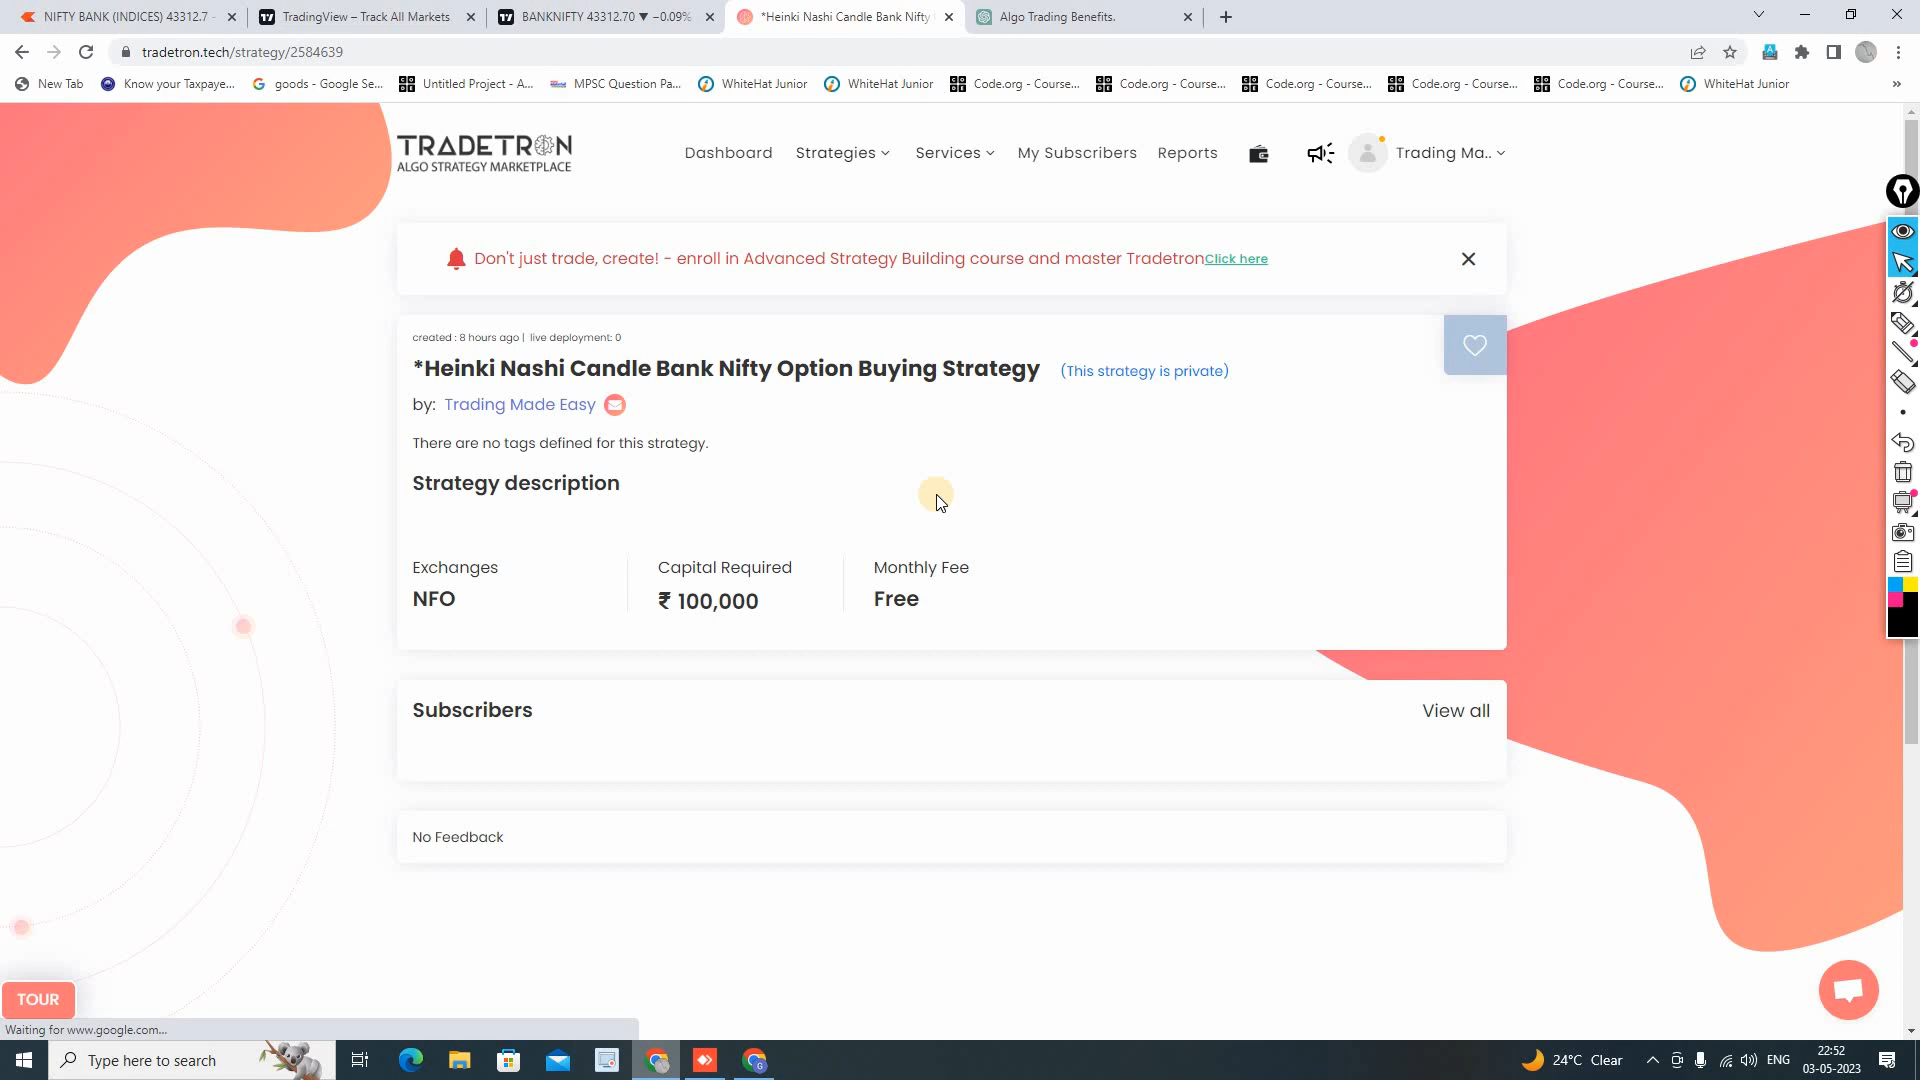 NIFTY BANK (INDICES) 43312.7 -
TradingView – Track All Markets
BANKNIFTY 43312.70 ▼ −0.09%
*Heinki Nashi Candle Bank Nifty
Algo Trading Benefits.
tradetron.tech/strategy/2584639
New Tab
Know your Taxpaye...
goods - Google Se...
Untitled Project - A...
MPSC Question Pa...
WhiteHat Junior
WhiteHat Junior
Code.org - Course...
Code.org - Course...
Code.org - Course...
Code.org - Course...
Code.org - Course...
WhiteHat Junior
»
TRADETRON
ALGO STRATEGY MARKETPLACE
Dashboard
Strategies
Services
My Subscribers
Reports
Trading Ma..
Don't just trade, create! - enroll in Advanced Strategy Building course and master TradetronClick here
created : 8 hours ago | live deployment: 0
*Heinki Nashi Candle Bank Nifty Option Buying Strategy (This strategy is private)
by: Trading Made Easy
There are no tags defined for this strategy.
Strategy description
Exchanges
NFO
Capital Required
₹ 100,000
Monthly Fee
Free
Subscribers
View all
No Feedback
TOUR
Waiting for www.google.com...
Type here to search
24°C Clear
ENG
22:52
03-05-2023